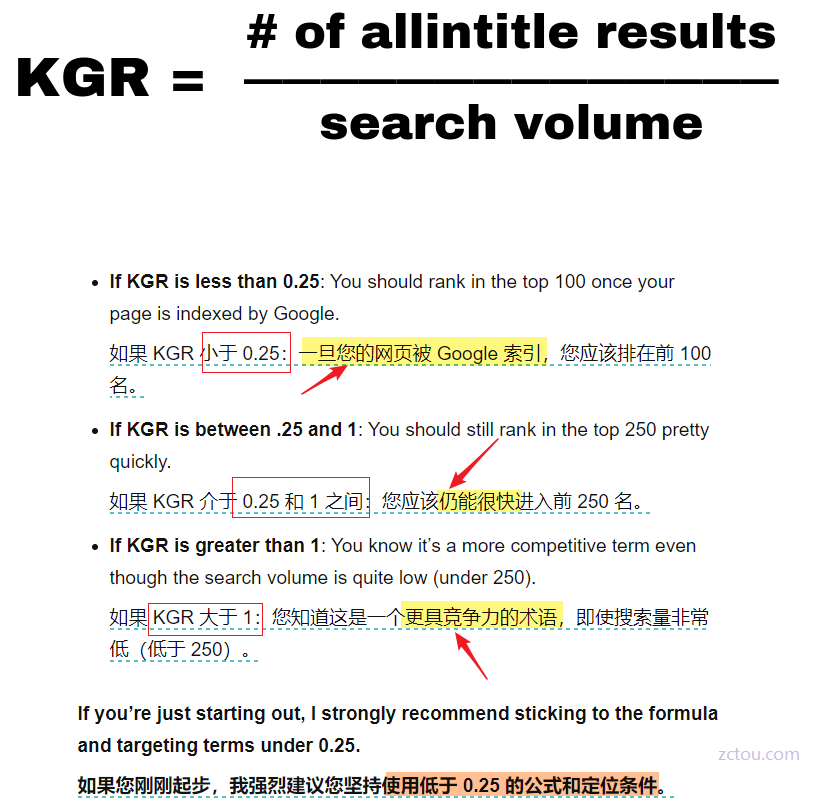 # of allintitle results
KGR =
search volume
If KGR is less than 0.25: You should rank in the top 100 once your
page is indexed by Google.
如果 KGR 小于 0.25：一旦您的网页被 Google 索引，您应该排在前 100
名。
If KGR is between .25 and 1: You should still rank in the top 250 pretty
quickly.
如果 KGR 介于 0.25 和 1 之间：您应该仍能很快进入前 250 名。
If KGR is greater than 1: You know it’s a more competitive term even
though the search volume is quite low (under 250).
如果 KGR 大于 1：您知道这是一个更具竞争力的术语，即使搜索量非常
低（低于 250）。
If you’re just starting out, I strongly recommend sticking to the formula
and targeting terms under 0.25.
zctou.com
如果您刚刚起步，我强烈建议您坚持使用低于 0.25 的公式和定位条件。